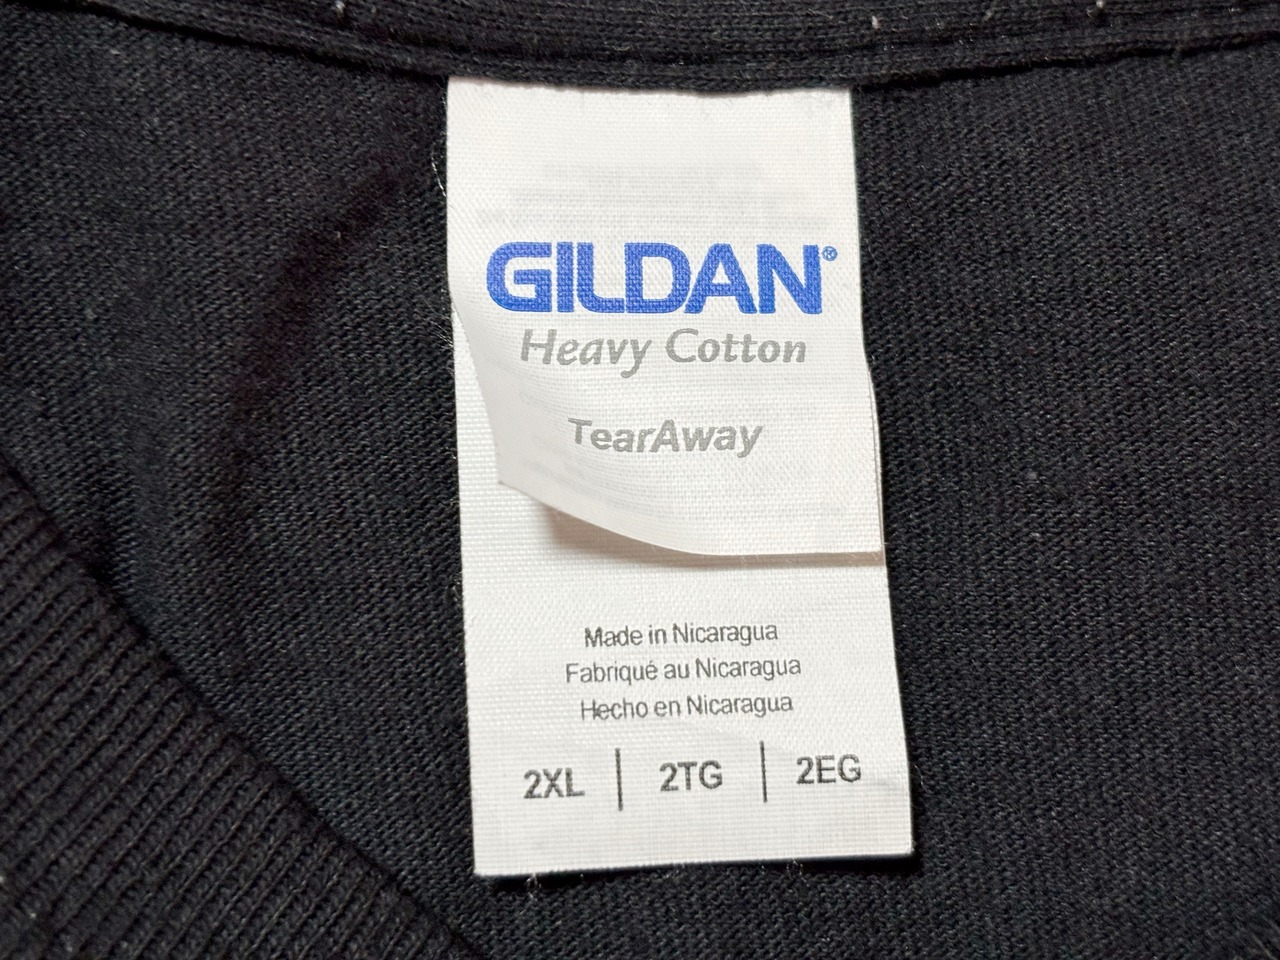 GILDAN®
Heavy Cotton
TearAway
Made in Nicaragua
Fabriqué au Nicaragua
Hecho en Nicaragua
2XL | 2TG | 2EG